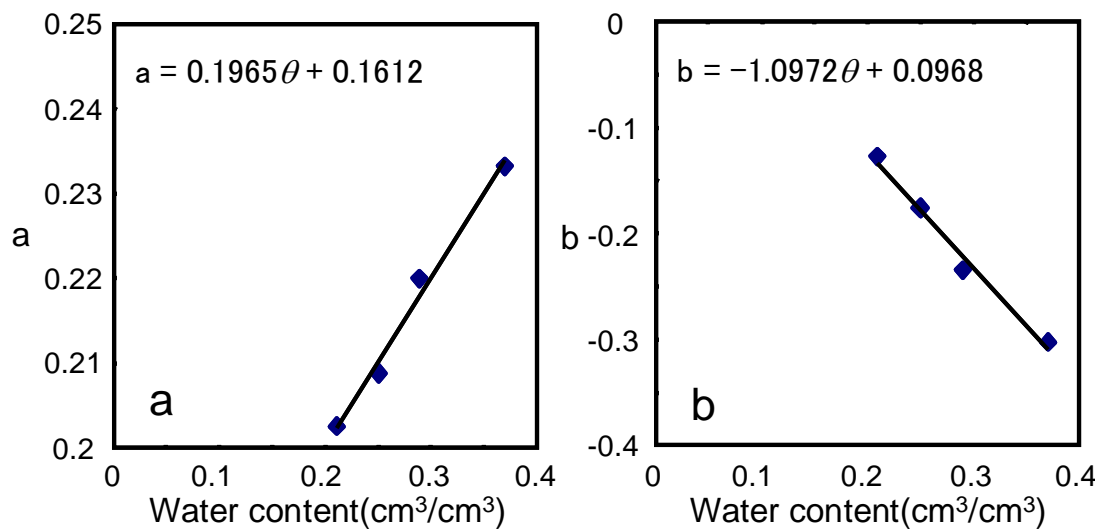 0.25
a = 0.1965θ + 0.1612
0.24
0.23
a
0.22
0.21
a
0.2
0 0.1 0.2 0.3 0.4
Water content(cm³/cm³)
0
b = −1.0972θ + 0.0968
-0.1
b
-0.2
-0.3
b
-0.4
0 0.1 0.2 0.3 0.4
Water content(cm³/cm³)